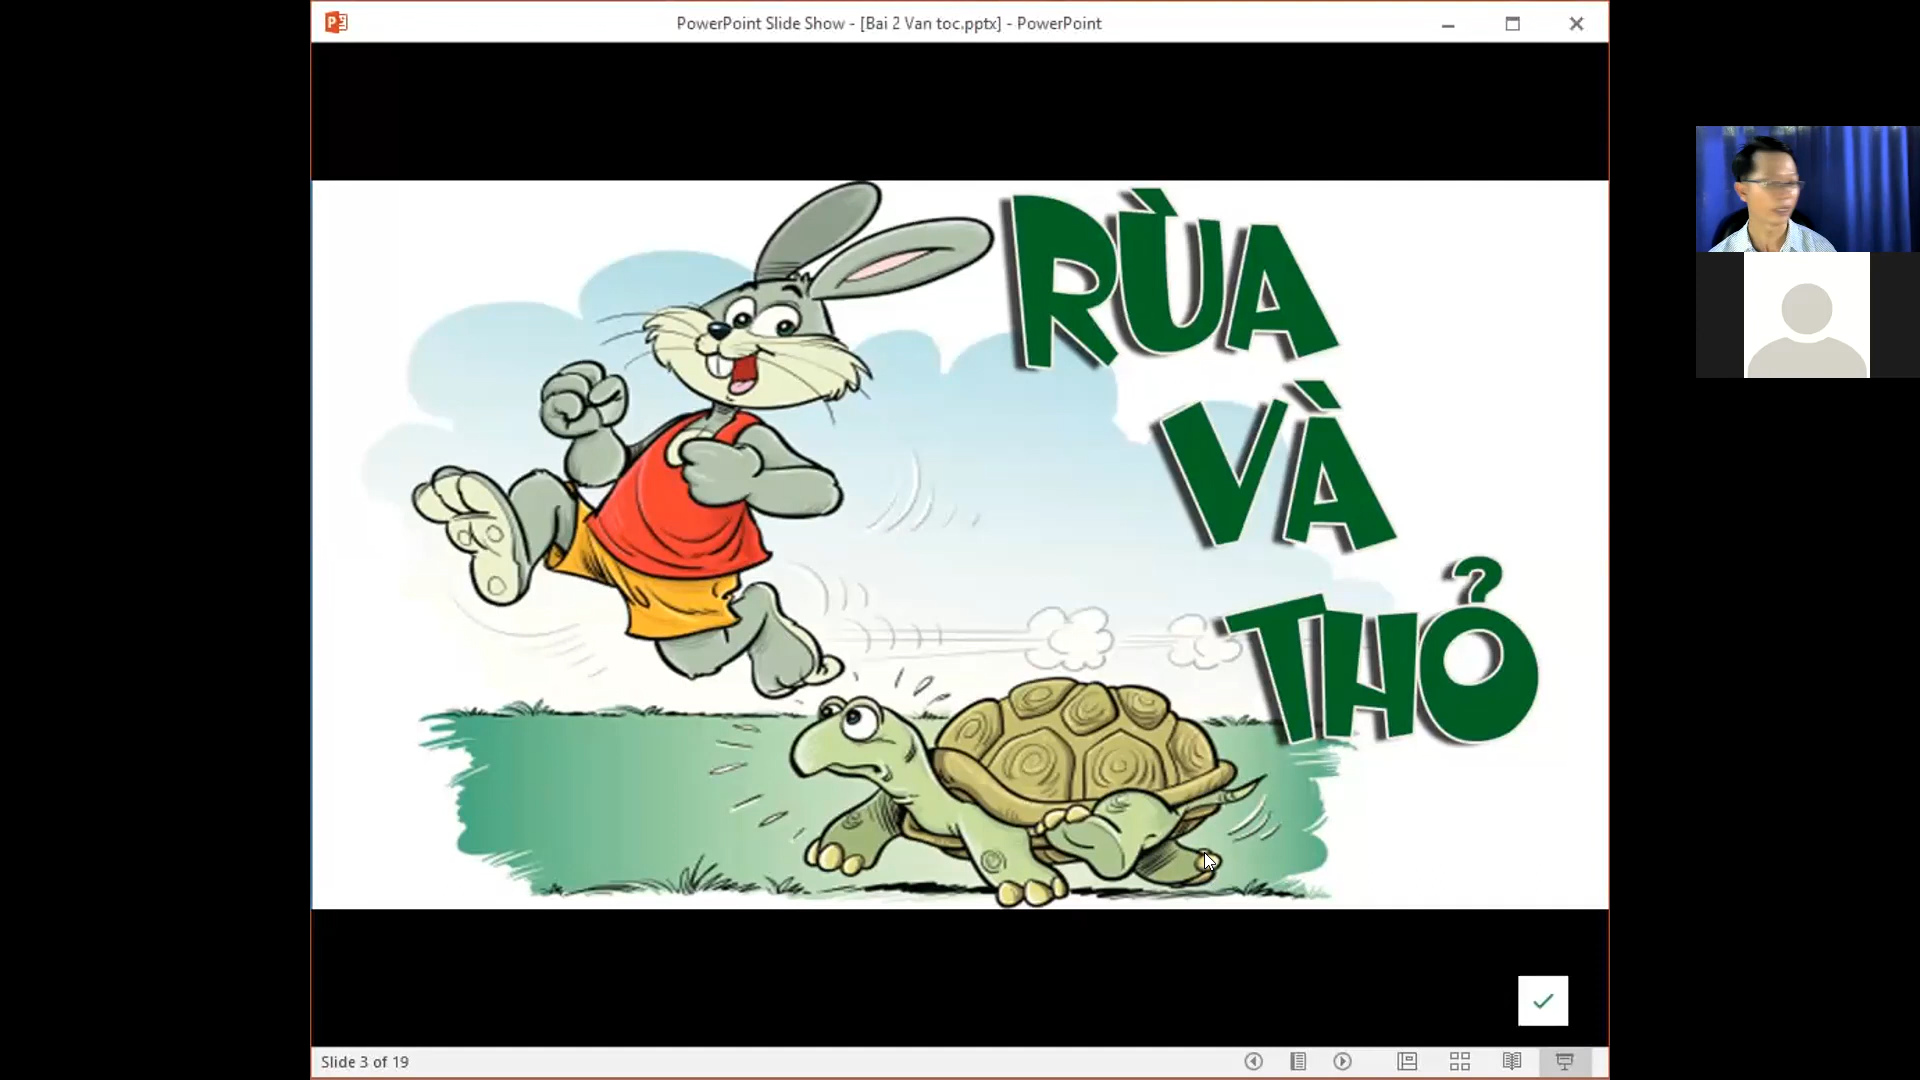 PowerPoint Slide Show - [Bai 2 Van toc.pptx] - PowerPoint
RÙA
VÀ
THỎ
Slide 3 of 19